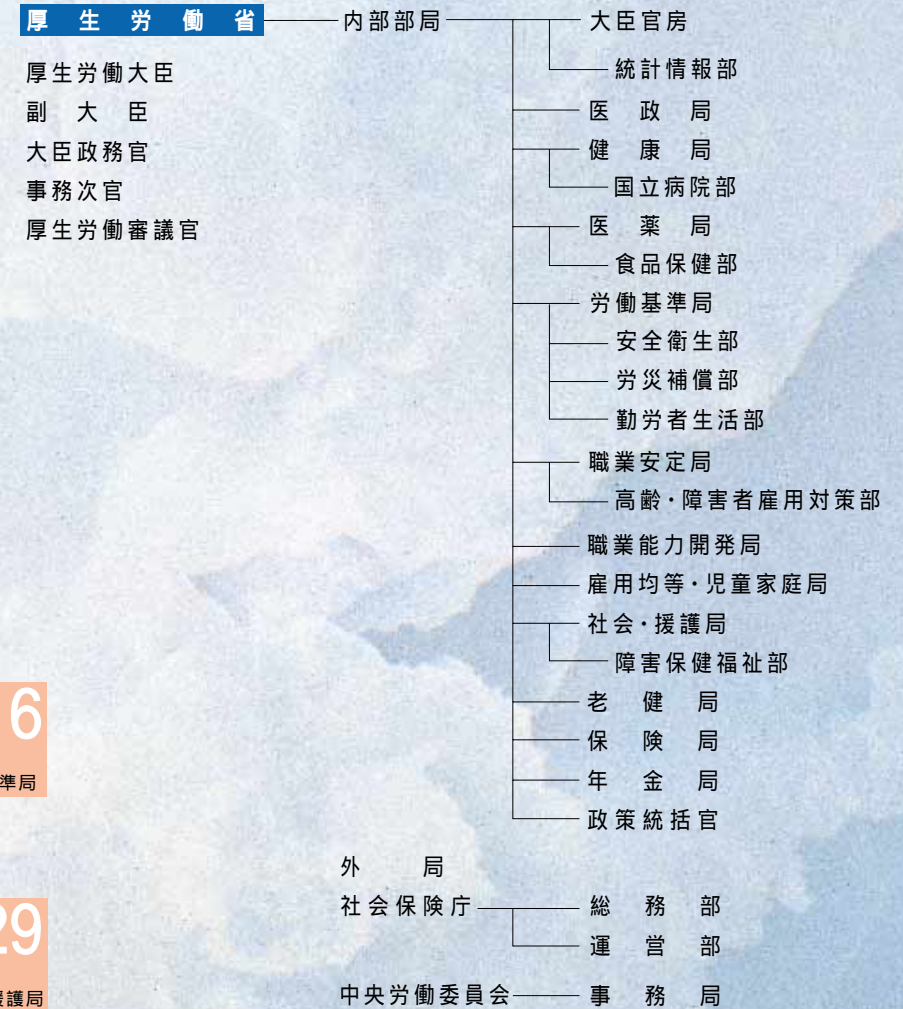 厚生労働省
内部部局
大臣官房
統計情報部
厚生労働大臣
副大臣
大臣政務官
事務次官
厚生労働審議官
医政局
健康局
国立病院部
医薬局
食品保健部
労働基準局
安全衛生部
労災補償部
勤労者生活部
職業安定局
高齢・障害者雇用対策部
職業能力開発局
雇用均等・児童家庭局
社会・援護局
障害保健福祉部
老健局
保険局
年金局
政策統括官
外局
社会保険庁
総務部
運営部
中央労働委員会
事務局
6
準局
29
援護局